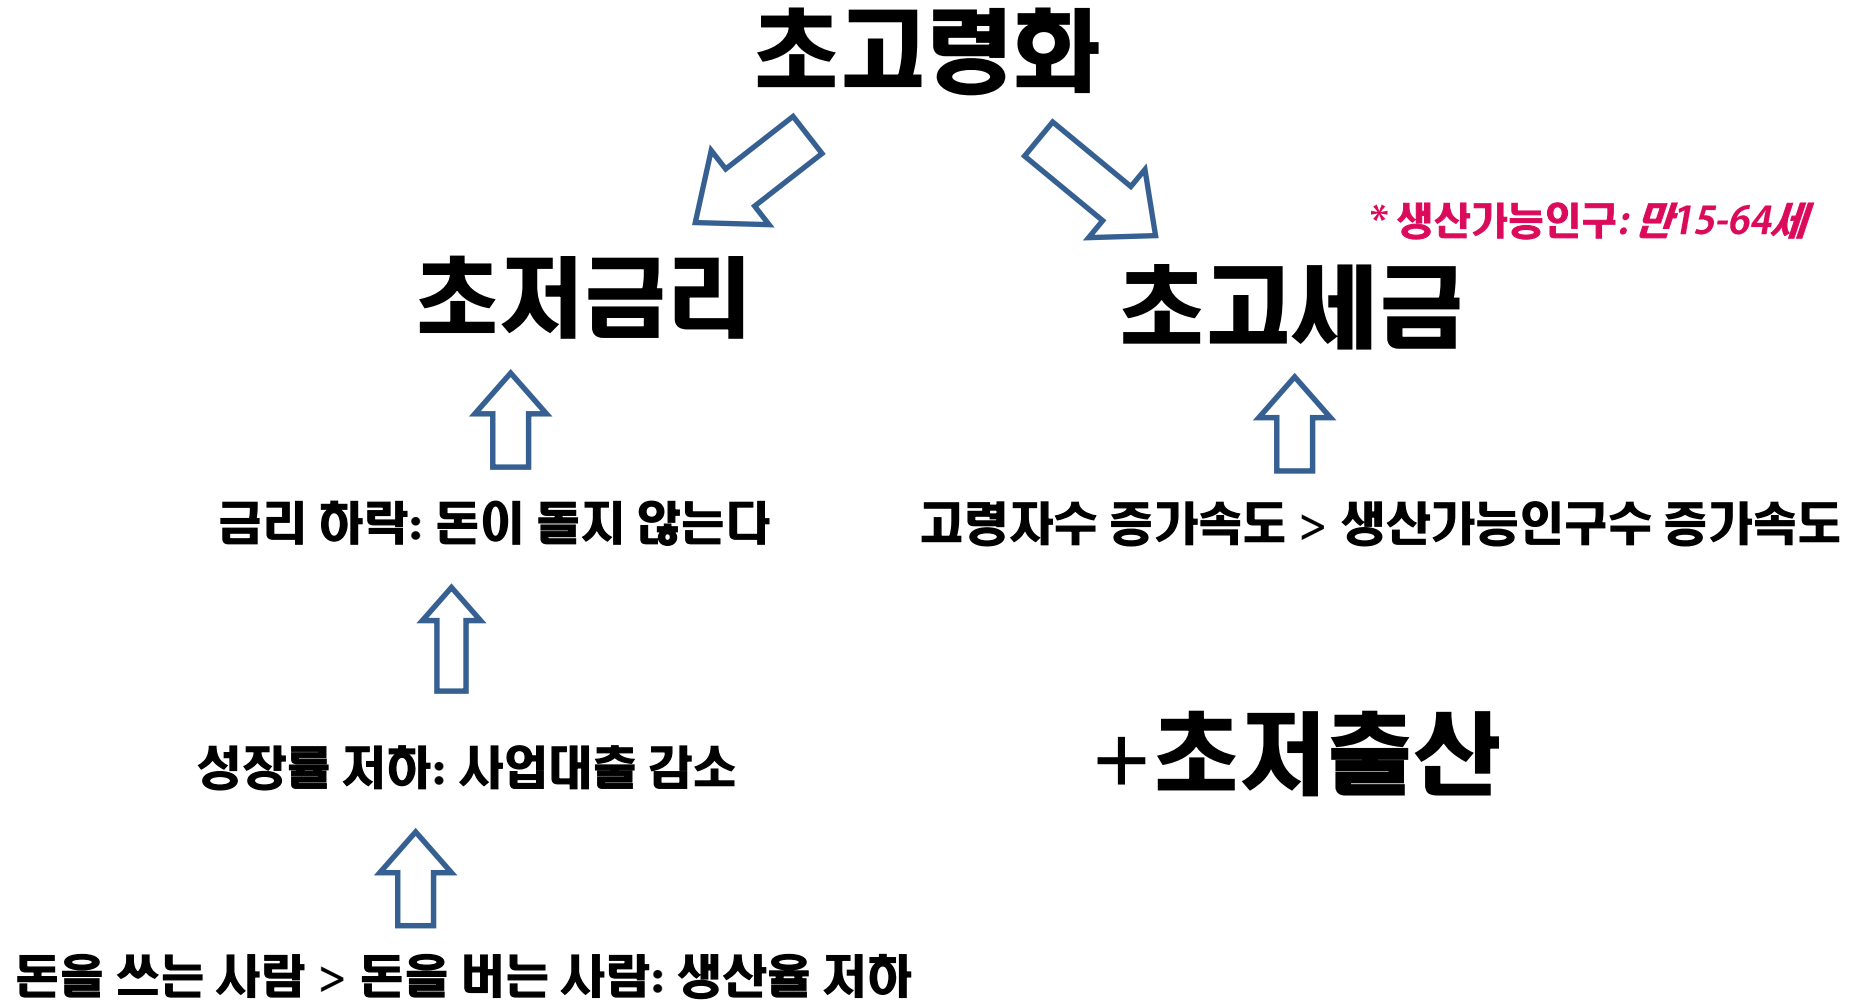 초고령화
* 생산가능인구: 만15-64세
초저금리
초고세금
금리 하락: 돈이 돌지 않는다
고령자수 증가속도 > 생산가능인구수 증가속도
성장률 저하: 사업대출 감소
+초저출산
돈을 쓰는 사람 > 돈을 버는 사람: 생산율 저하